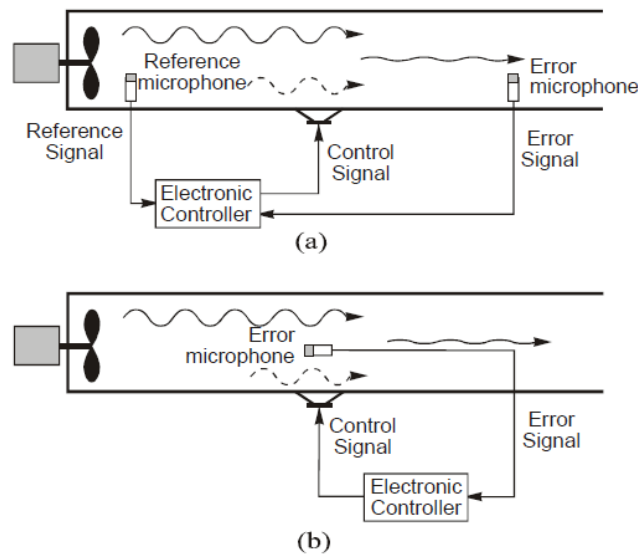 Reference
microphone
Error
microphone
Reference
Signal
Control
Signal
Error
Signal
Electronic
Controller
(a)
Error
microphone
Control
Signal
Error
Signal
Electronic
Controller
(b)